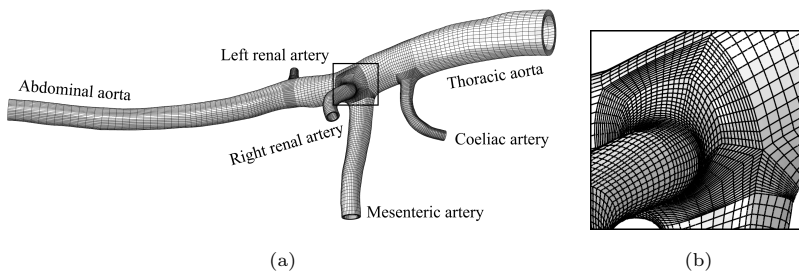 Left renal artery
Abdominal aorta
Thoracic aorta
Right renal artery
Coeliac artery
Mesenteric artery
(a)
(b)